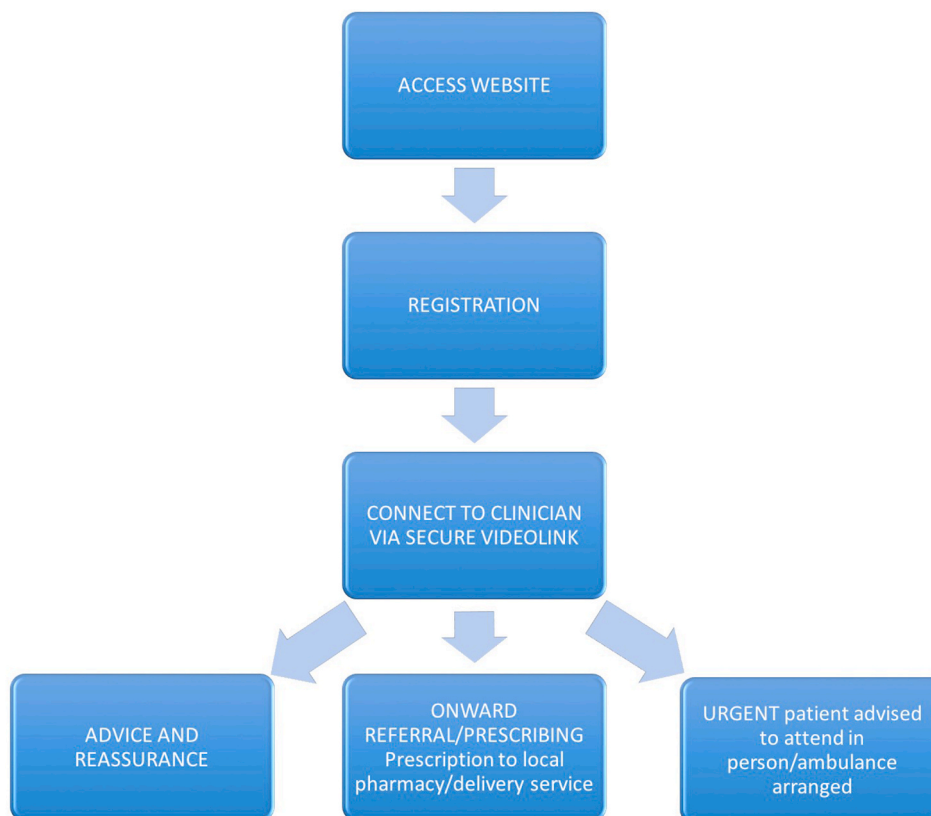 ACCESS WEBSITE
REGISTRATION
CONNECT TO CLINICIAN
VIA SECURE VIDEOLINK
ADVICE AND
REASSURANCE
ONWARD
REFERRAL/PRESCRIBING
Prescription to local
pharmacy/delivery service
URGENT patient advised
to attend in
person/ambulance
arranged